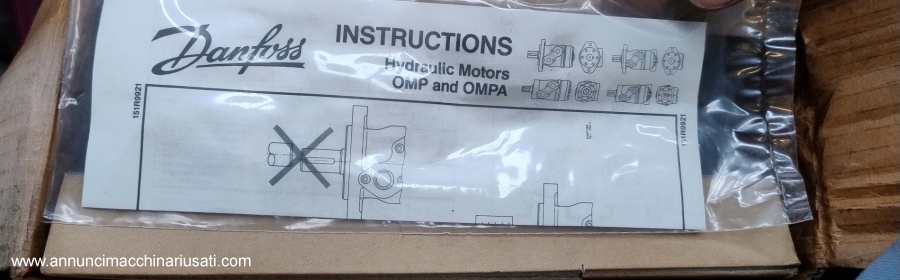 Danfoss
INSTRUCTIONS
Hydraulic Motors
OMP and OMPA
151R9921
151R9921
www.annuncimacchinariusati.com